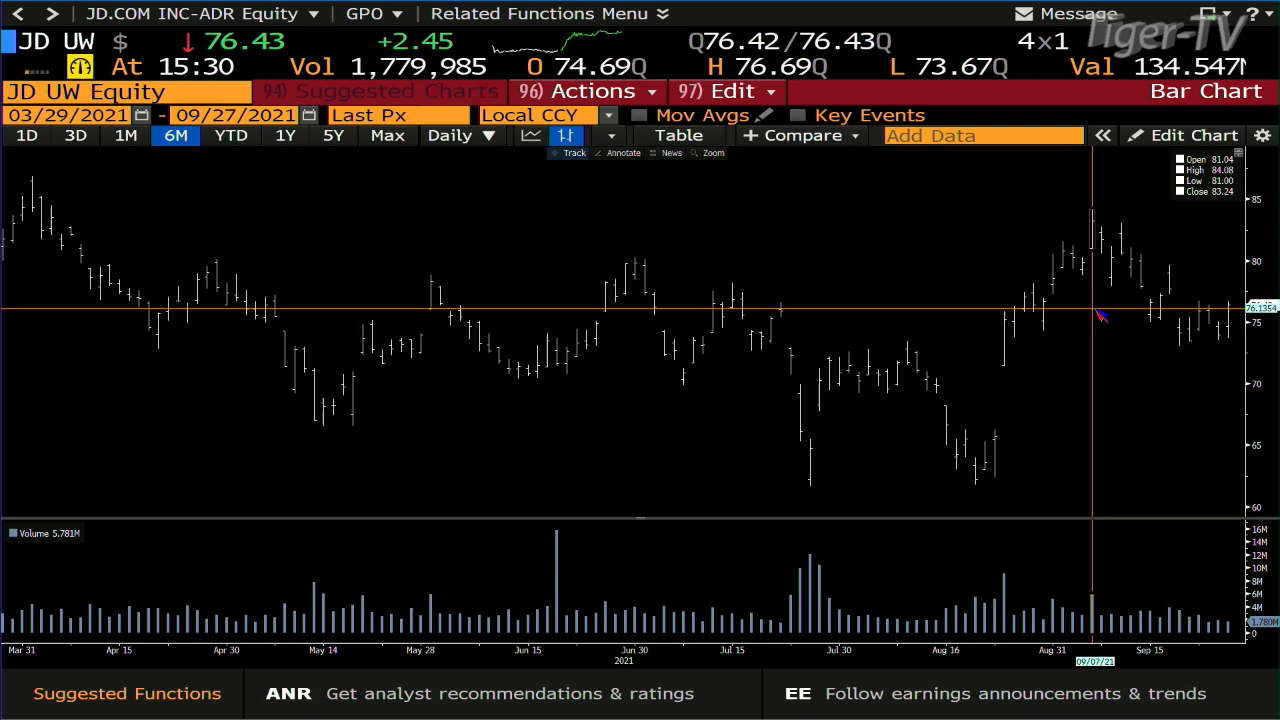 JD.COM INC-ADR Equity GPO Related Functions Menu Message ?
Tiger-TV
JD UW $ 76.43 +2.45 Q76.42/76.43Q 4x1
At 15:30 Vol 1,779,985 O 74.69Q H 76.69Q L 73.67Q Val 134.547
JD UW Equity 94) Suggested Charts 96) Actions 97) Edit Bar Chart
03/29/2021 - 09/27/2021 Last Px Local CCY Mov Avgs Key Events
1D 3D 1M 6M YTD 1Y 5Y Max Daily ▼ Table + Compare Add Data « Edit Chart
Track Annotate News Zoom
Open 81.04
High 84.08
Low 81.00
Close 83.24
85
80
76.1354
75
70
65
60
Volume 5.781M
16M
14M
12M
10M
8M
6M
4M
1.780M
0
Mar 31 Apr 15 Apr 30 May 14 May 28 Jun 15 Jun 30 Jul 15 Jul 30 Aug 16 Aug 31 Sep 15
2021 09/07/21
Suggested Functions ANR Get analyst recommendations & ratings EE Follow earnings announcements & trends